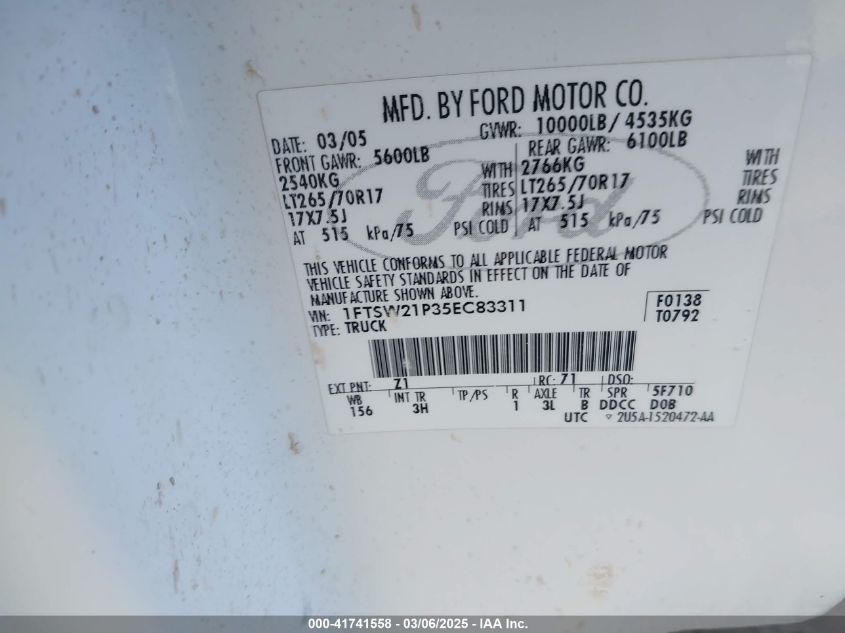 MFD. BY FORD MOTOR CO.
DATE: 03/05 GVWR: 10000LB/ 4535KG
FRONT GAWR: 5600LB REAR GAWR: 6100LB
2540KG WITH 2766KG WITH
LT265/70R17 TIRES LT265/70R17 TIRES
17X7.5J RIMS 17X7.5J RIMS
AT 515 kPa/75 PSI COLD AT 515 kPa/75 PSI COLD
Ford
THIS VEHICLE CONFORMS TO ALL APPLICABLE FEDERAL MOTOR
VEHICLE SAFETY STANDARDS IN EFFECT ON THE DATE OF
MANUFACTURE SHOWN ABOVE.
VIN: 1FTSW21P35EC83311 F0138
TYPE: TRUCK T0792
EXT PNT: Z1 RC: 71 DSO:
WB INT TR TP/PS R AXLE TR SPR 5F710
156 3H 1 3L B DDCC DOB
UTC ▽ 2U5A-1520472-AA
000-41741558 - 03/06/2025 - IAA Inc.